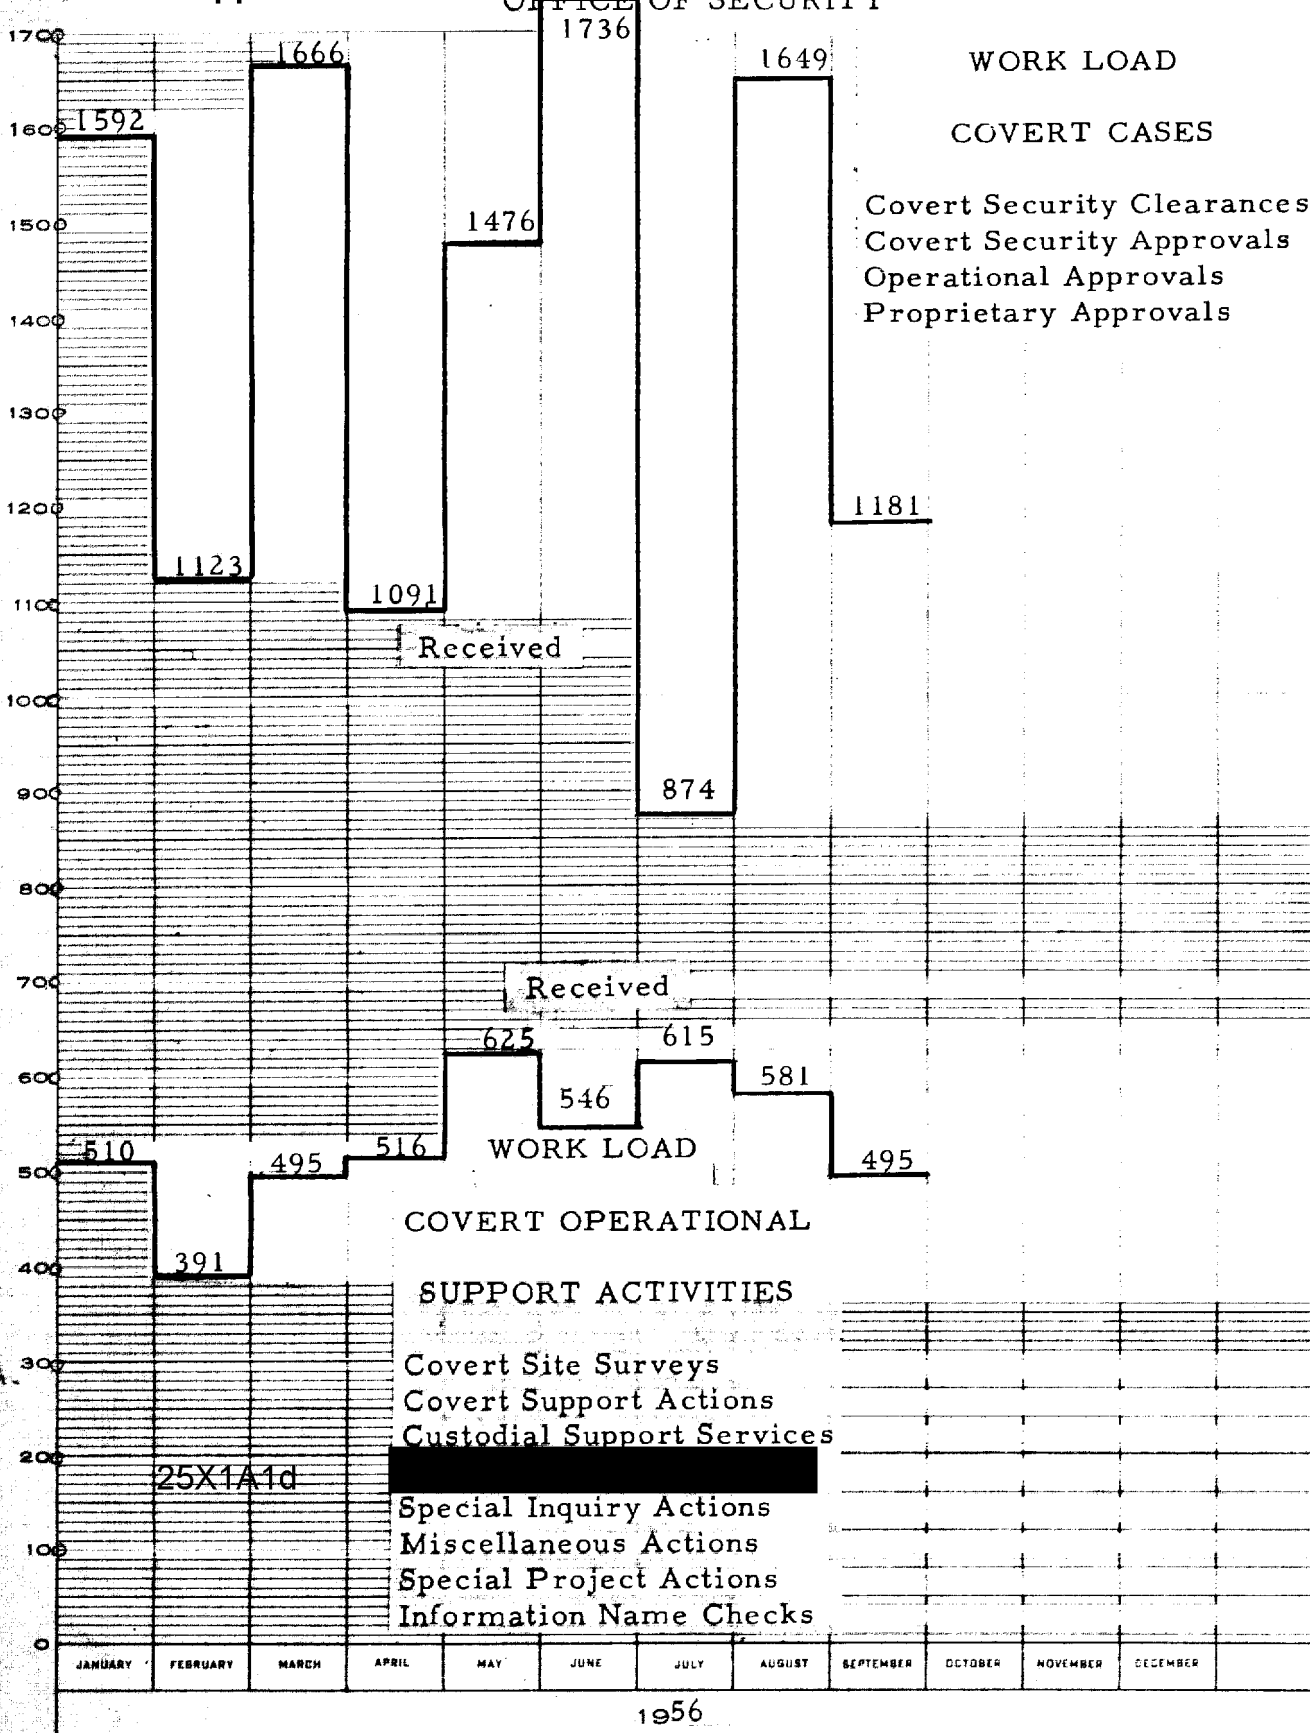 OFFICE OF SECURITY
1700
1736
1666
1649
WORK LOAD
1600
1592
COVERT CASES
Covert Security Clearances
1500
1476
Covert Security Approvals
Operational Approvals
1400
Proprietary Approvals
1300
1200
1181
1123
1100
1091
Received
1000
900
874
800
700
Received
625
615
600
581
546
510
516
WORK LOAD
500
495
495
COVERT OPERATIONAL
400
391
SUPPORT ACTIVITIES
300
Covert Site Surveys
Covert Support Actions
Custodial Support Services
200
25X1A1d
Special Inquiry Actions
100
Miscellaneous Actions
Special Project Actions
Information Name Checks
0
JANUARY FEBRUARY MARCH APRIL MAY JUNE JULY AUGUST SEPTEMBER OCTOBER NOVEMBER DECEMBER
1956